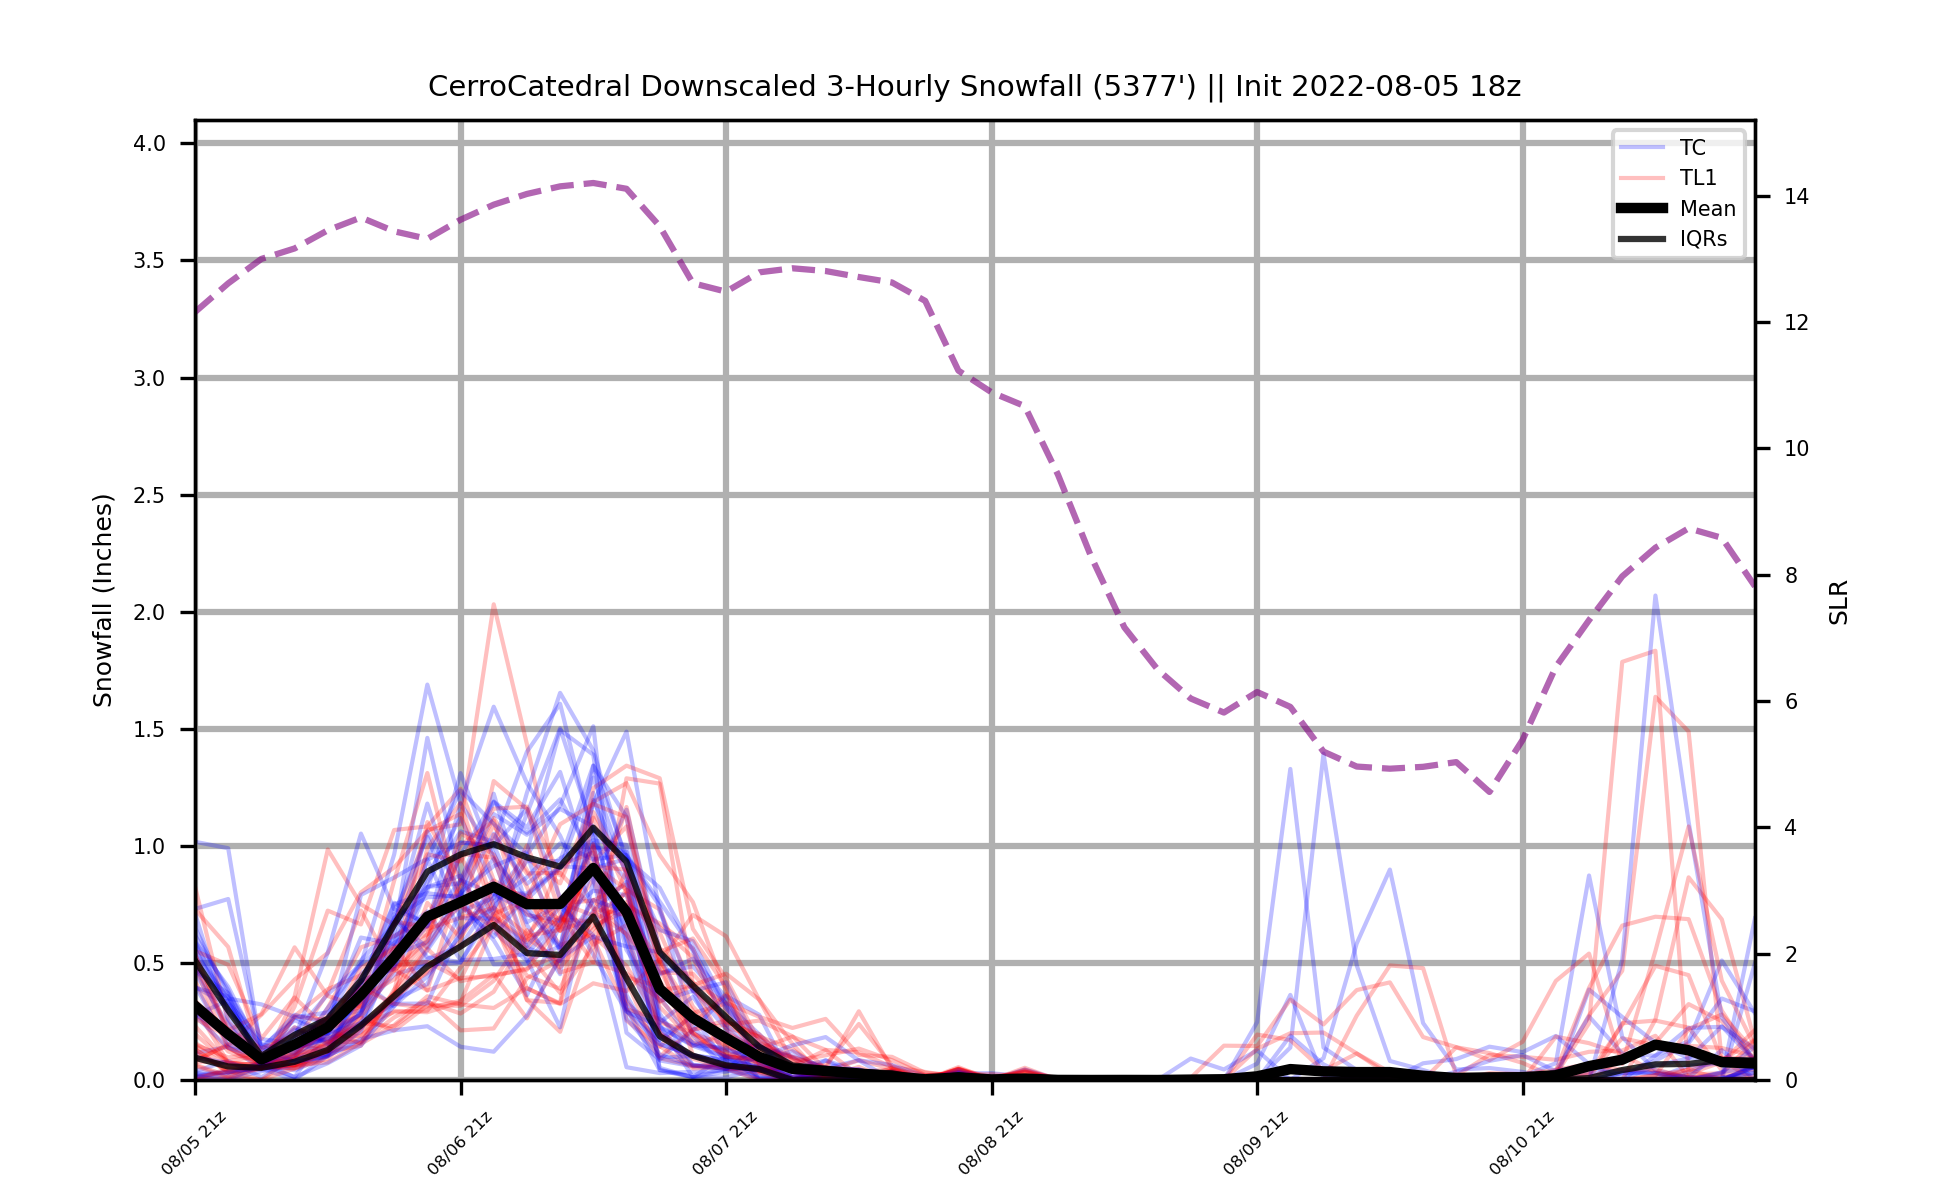 CerroCatedral Downscaled 3-Hourly Snowfall (5377') || Init 2022-08-05 18z
TC
TL1
Mean
IQRs
Snowfall (Inches)
4.0
3.5
3.0
2.5
2.0
1.5
1.0
0.5
0.0
14
12
10
8
6
4
2
0
SLR
08/05 21z
08/06 21z
08/07 21z
08/08 21z
08/09 21z
08/10 21z